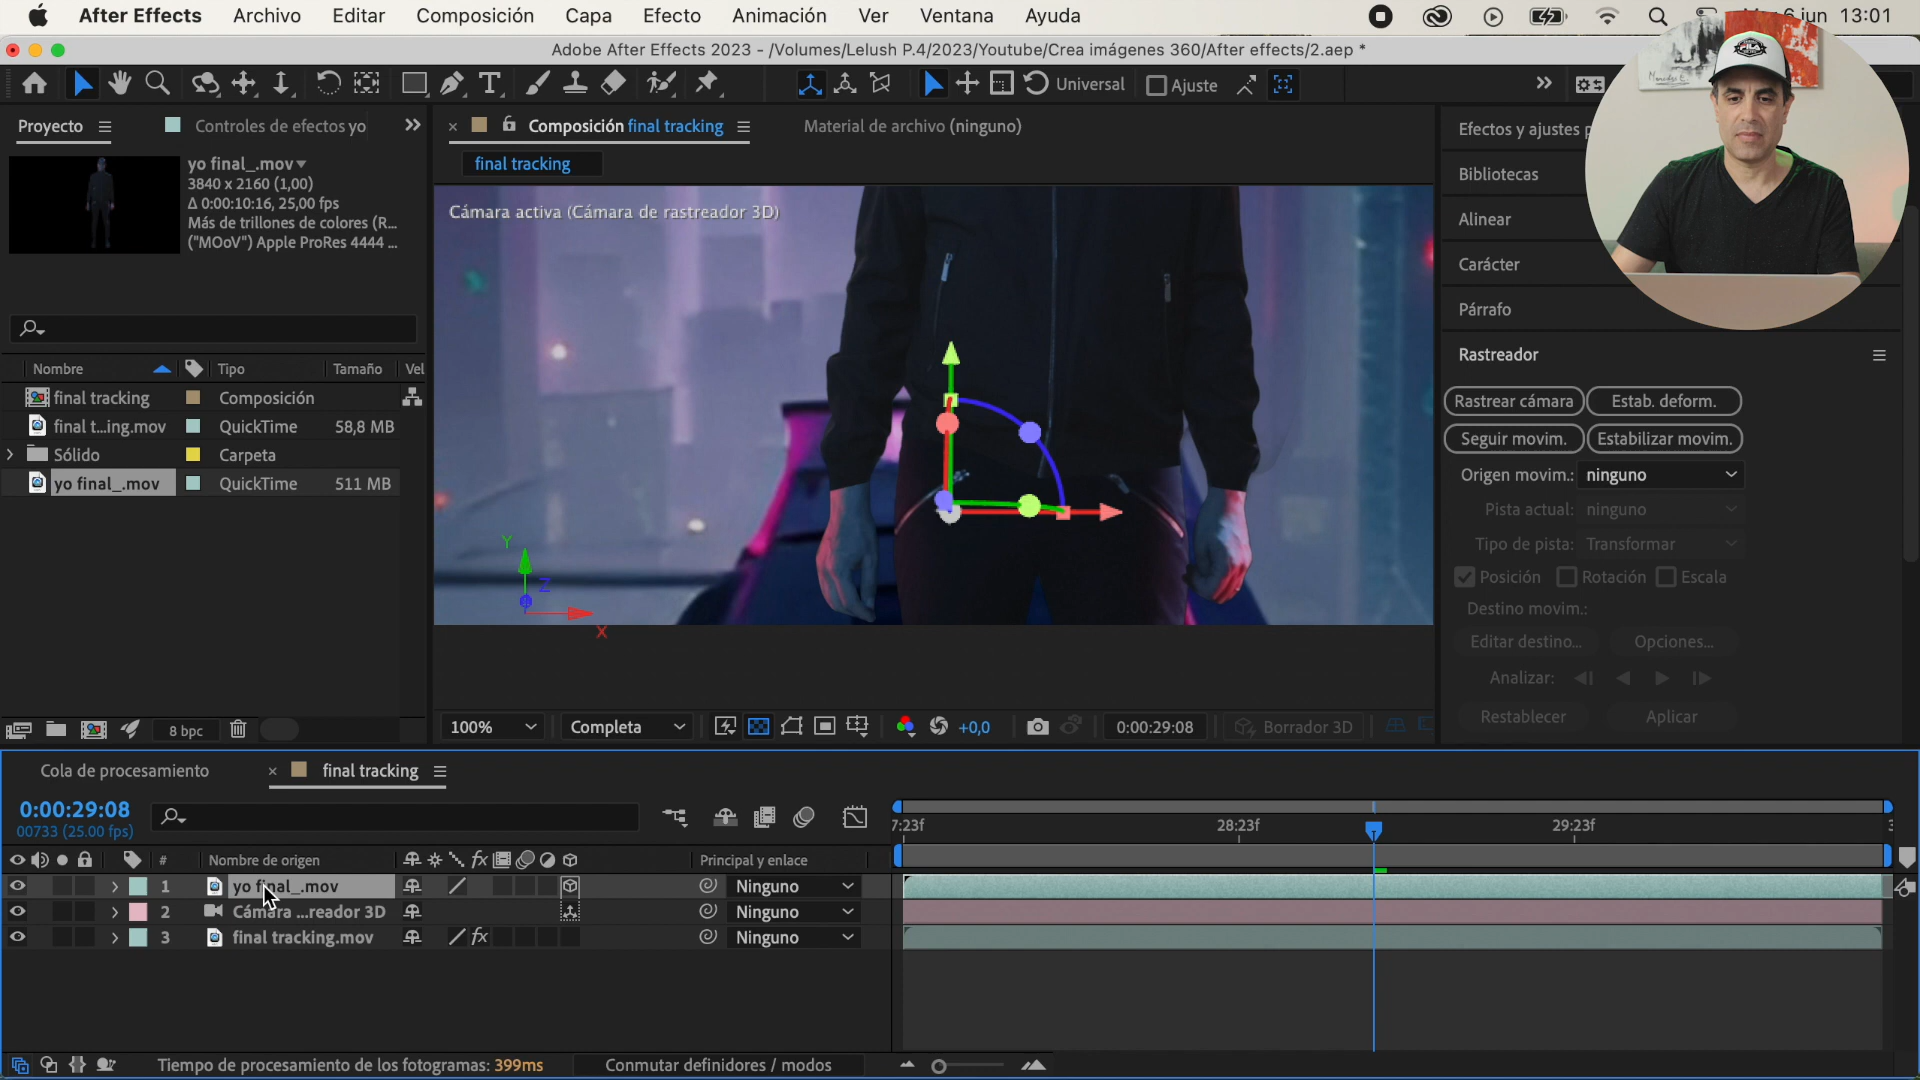 After Effects Archivo Editar Composición Capa Efecto Animación Ver Ventana Ayuda 6 jun 13:01
Adobe After Effects 2023 - /Volumes/Lelush P.4/2023/Youtube/Crea imágenes 360/After effects/2.aep *
Universal Ajuste
Proyecto Controles de efectos yo
Composición final tracking Material de archivo (ninguno)
final tracking
yo final_.mov
3840 x 2160 (1,00)
Δ 0:00:10:16, 25,00 fps
Más de trillones de colores (R...
("MOoV") Apple ProRes 4444 ...
Nombre Tipo Tamaño Vel
final tracking Composición
final t...ing.mov QuickTime 58,8 MB
Sólido Carpeta
yo final_.mov QuickTime 511 MB
8 bpc
Cámara activa (Cámara de rastreador 3D)
FILA
Y
Z
X
100% Completa +0,0 0:00:29:08 Borrador 3D
Efectos y ajustes
Bibliotecas
Alinear
Carácter
Párrafo
Rastreador
Rastrear cámara Estab. deform.
Seguir movim. Estabilizar movim.
Origen movim.: ninguno
Pista actual: ninguno
Tipo de pista: Transformar
Posición Rotación Escala
Destino movim.:
Editar destino... Opciones...
Analizar:
Restablecer Aplicar
Cola de procesamiento final tracking
0:00:29:08
00733 (25.00 fps)
7:23f 28:23f 29:23f 3
# Nombre de origen fx Principal y enlace
1 yo final_.mov Ninguno
2 Cámara ...reador 3D Ninguno
3 final tracking.mov fx Ninguno
Tiempo de procesamiento de los fotogramas: 399ms Conmutar definidores / modos